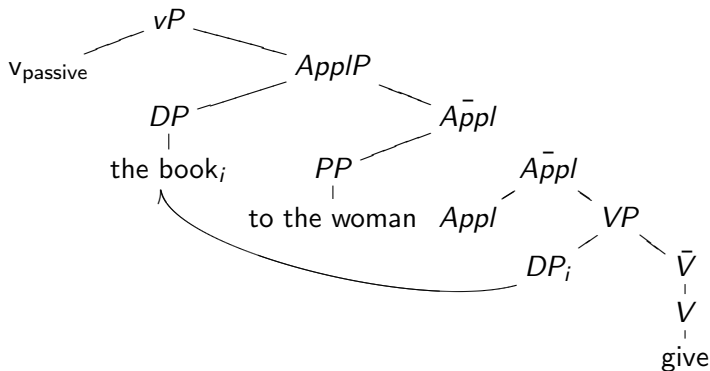 vP
v_passive ApplP
DP Appl̄
the book_i PP Appl̄
to the woman Appl VP
DP_i V̄
V
give